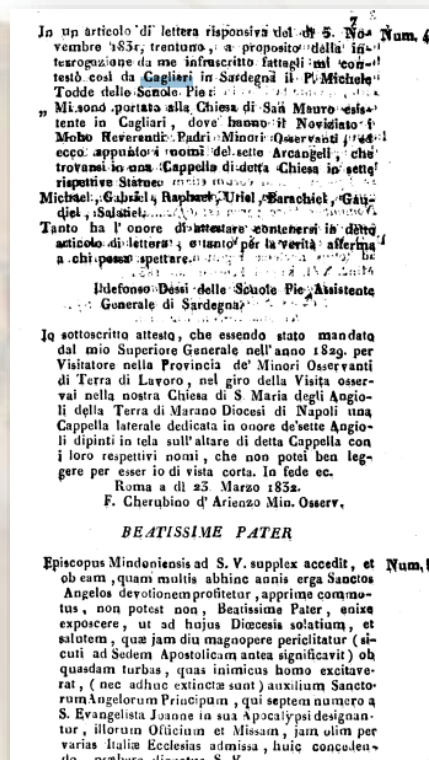 7
In un articolo di lettera risponsiva del dì 5. No- Num. 4
vembre 1831, trentuno, a proposito della in-
terrogazione da me infrascritto fattagli mi con-
testò così da Cagliari in Sardegna il P. Michele
Todde delle Scuole Pie:
„ Mi sono portato alla Chiesa di San Mauro esis-
tente in Cagliari, dove hanno il Noviziato i
Molto Reverendi Padri Minori Osservanti, ed
ecco appunto i nomi dei sette Arcangeli, che
trovansi in una Cappella di detta Chiesa in sette
rispettive Statue
Michael, Gabriel, Raphael, Uriel, Barachiel, Gau-
diel, Salatiel.
Tanto ha l' onore di attestare contenersi in detto
articolo di lettera, e tanto per la verità afferma
a chi possa spettare.
Ildefonso Dessì delle Scuole Pie Assistente
Generale di Sardegna
Io sottoscritto attesto, che essendo stato mandato
dal mio Superiore Generale nell' anno 1829. per
Visitatore nella Provincia de' Minori Osservanti
di Terra di Lavoro, nel giro della Visita osser-
vai nella nostra Chiesa di S. Maria degli Angio-
li della Terra di Marano Diocesi di Napoli una
Cappella laterale dedicata in onore de' sette Angio-
li dipinti in tela sull' altare di detta Cappella con
i loro respettivi nomi, che non potei ben leg-
gere per esser io di vista corta. In fede ec.
Roma a dì 23. Marzo 1832.
F. Cherubino d' Arienzo Min. Osserv.
BEATISSIME PATER
Episcopus Mindoniensis ad S. V. supplex accedit, et Num.
ob eam, quam multis abhinc annis erga Sanctos
Angelos devotionem profitetur, apprime commo-
tus, non potest non, Beatissime Pater, enixe
exposcere, ut ad hujus Diœcesis solatium, et
salutem, quæ jam diu magnopere periclitatur (si-
cuti ad Sedem Apostolicam antea significavit) ob
quasdam turbas, quas inimicus homo excitave-
rat, (nec adhuc extinctæ sunt) auxilium Sancto-
rum Angelorum Principum, qui septem numero a
S. Evangelista Joanne in sua Apocalypsi designan-
tur, illorum Officium et Missam, jam olim per
varias Italiæ Ecclesias admissa, huic conceden-